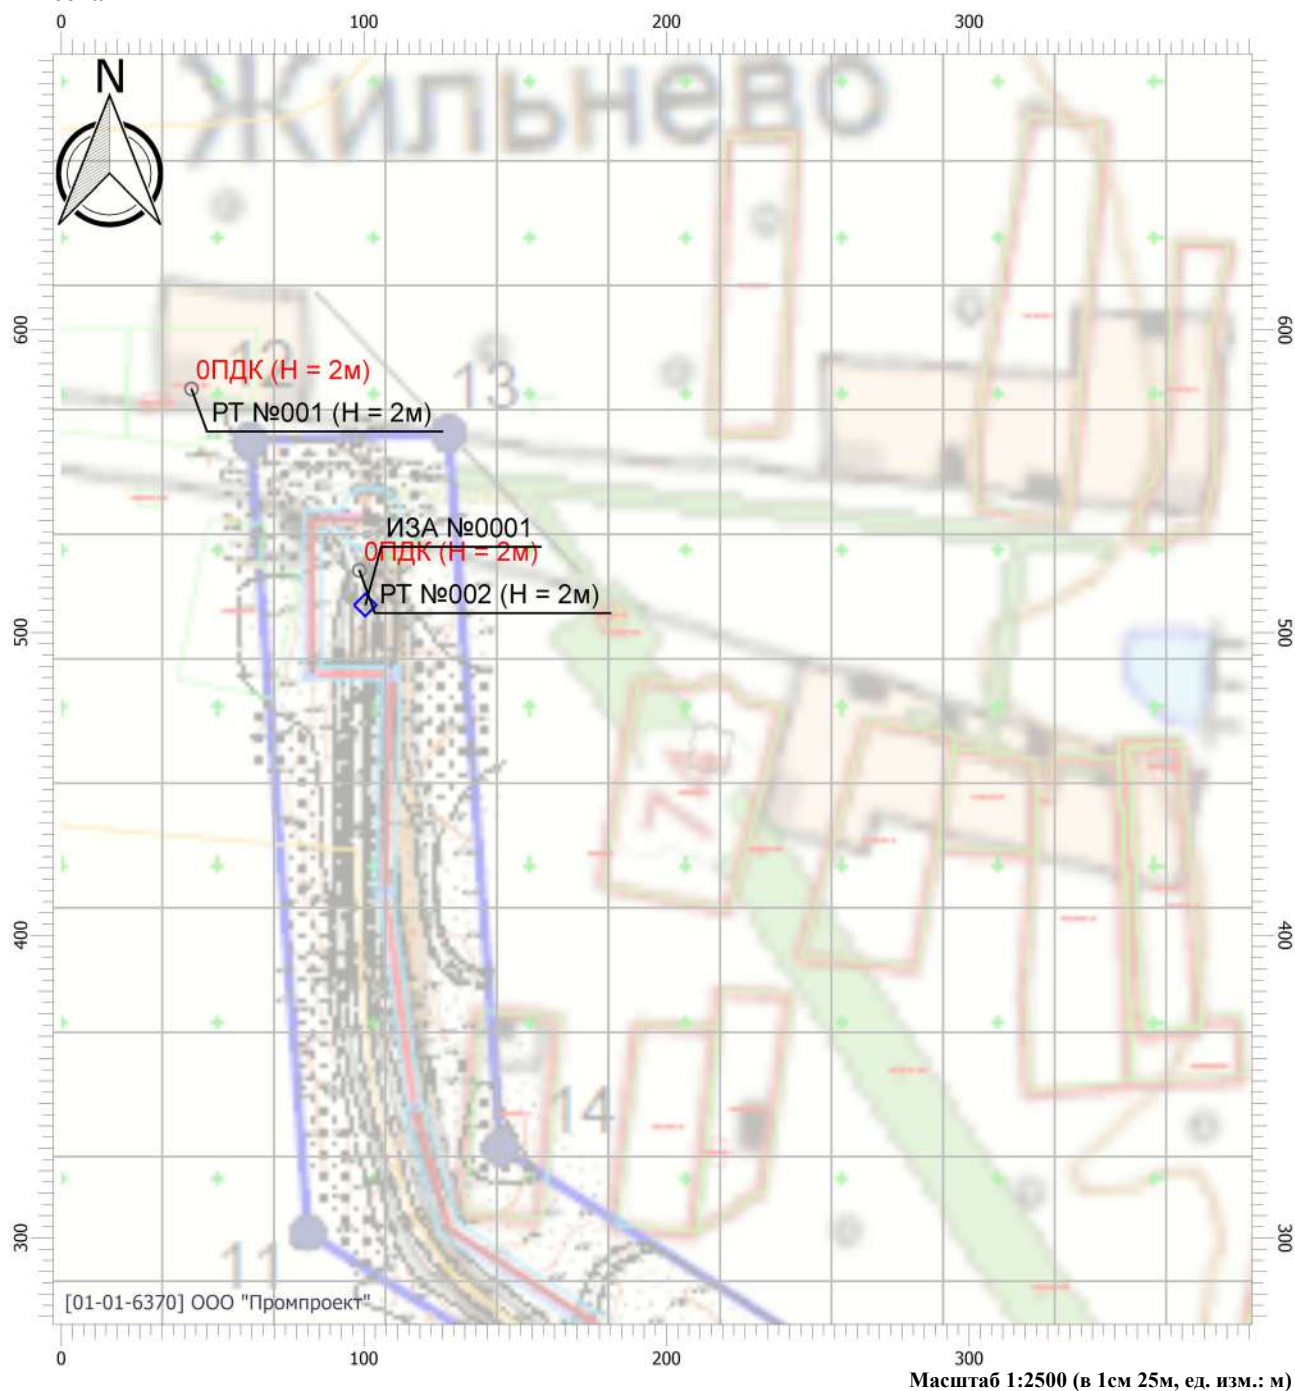 0 100 200 300
N
Жильнево
600 600
12
0ПДК (Н = 2м)
13
РТ №001 (Н = 2м)
ИЗА №0001
0ПДК (Н = 2м)
РТ №002 (Н = 2м)
500 500
74
400 400
14
300 300
11
[01-01-6370] ООО "Промпроект"
0 100 200 300
Масштаб 1:2500 (в 1см 25м, ед. изм.: м)